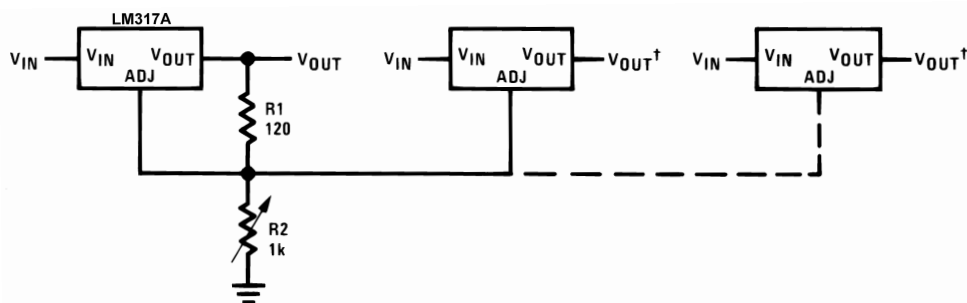 LM317A
VIN VIN VOUT VOUT
ADJ
VIN VIN VOUT VOUT†
ADJ
VIN VIN VOUT VOUT†
ADJ
R1
120
R2
1k